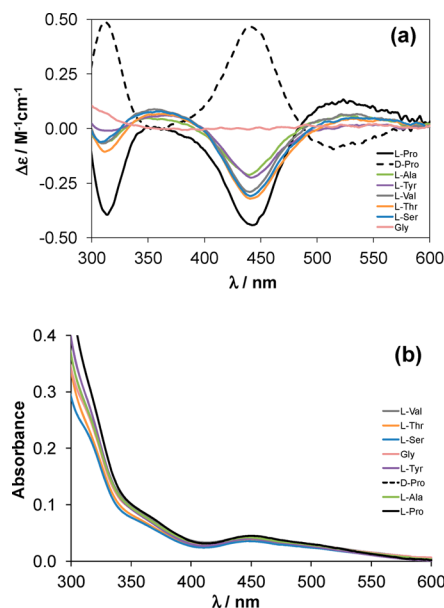 (a)
0.50
0.25
0.00
-0.25
-0.50
Δε / M⁻¹cm⁻¹
L-Pro
D-Pro
L-Ala
L-Tyr
L-Val
L-Thr
L-Ser
Gly
300 350 400 450 500 550 600
λ / nm
(b)
0.4
0.3
0.2
0.1
0.0
Absorbance
L-Val
L-Thr
L-Ser
Gly
L-Tyr
D-Pro
L-Ala
L-Pro
300 350 400 450 500 550 600
λ / nm